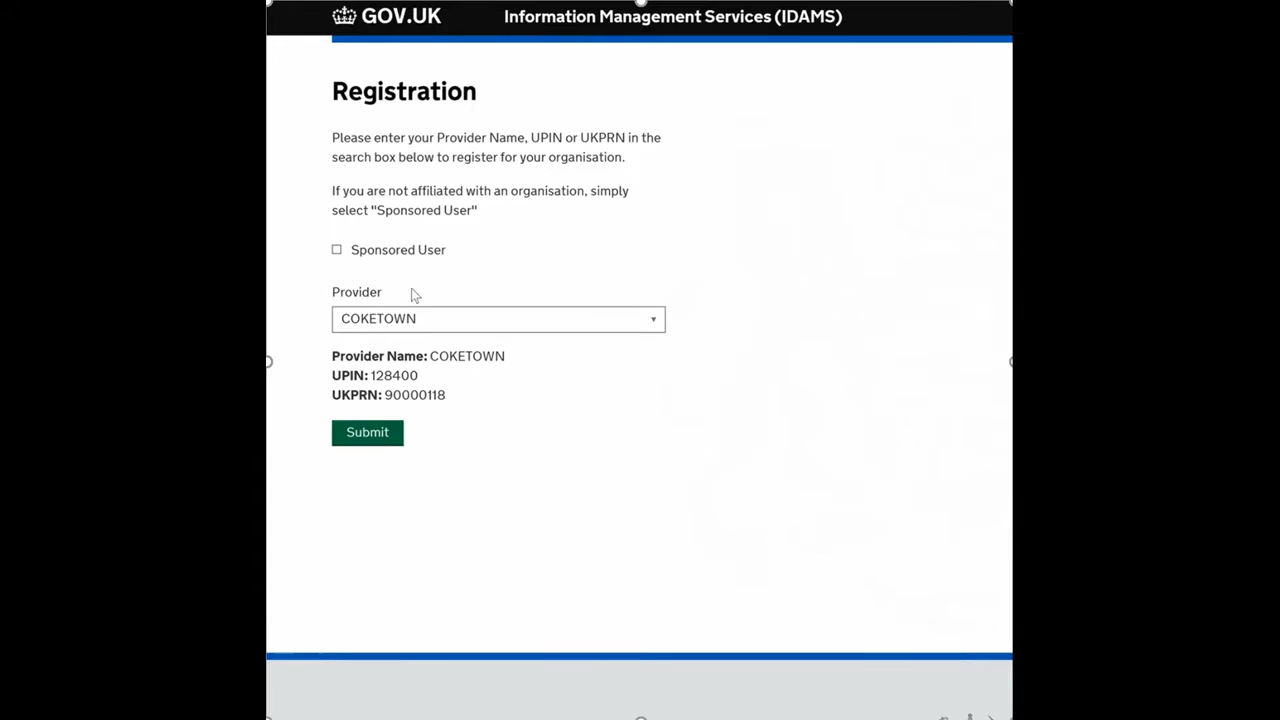 GOV.UK Information Management Services (IDAMS)
Registration
Please enter your Provider Name, UPIN or UKPRN in the
search box below to register for your organisation.
If you are not affiliated with an organisation, simply
select "Sponsored User"
Sponsored User
Provider
COKETOWN
Provider Name: COKETOWN
UPIN: 128400
UKPRN: 90000118
Submit